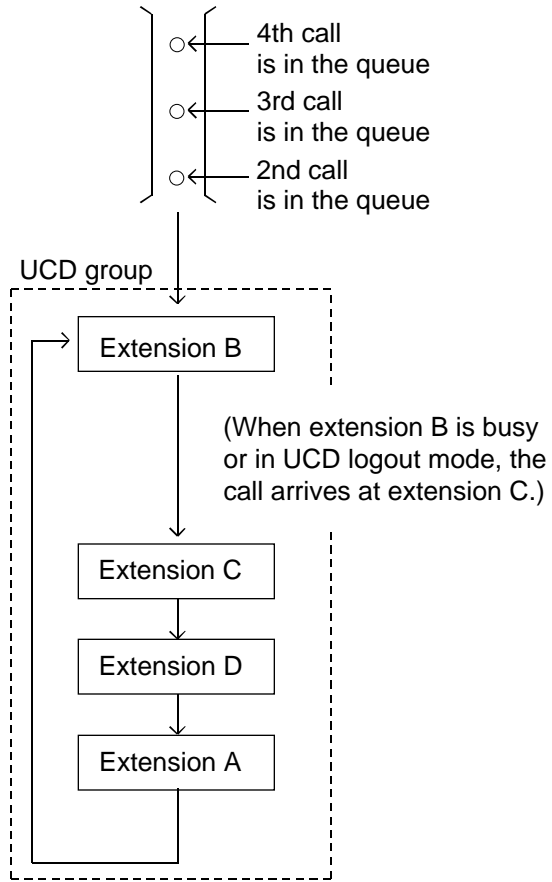 4th call
is in the queue
3rd call
is in the queue
2nd call
is in the queue
UCD group
Extension B
(When extension B is busy
or in UCD logout mode, the
call arrives at extension C.)
Extension C
Extension D
Extension A